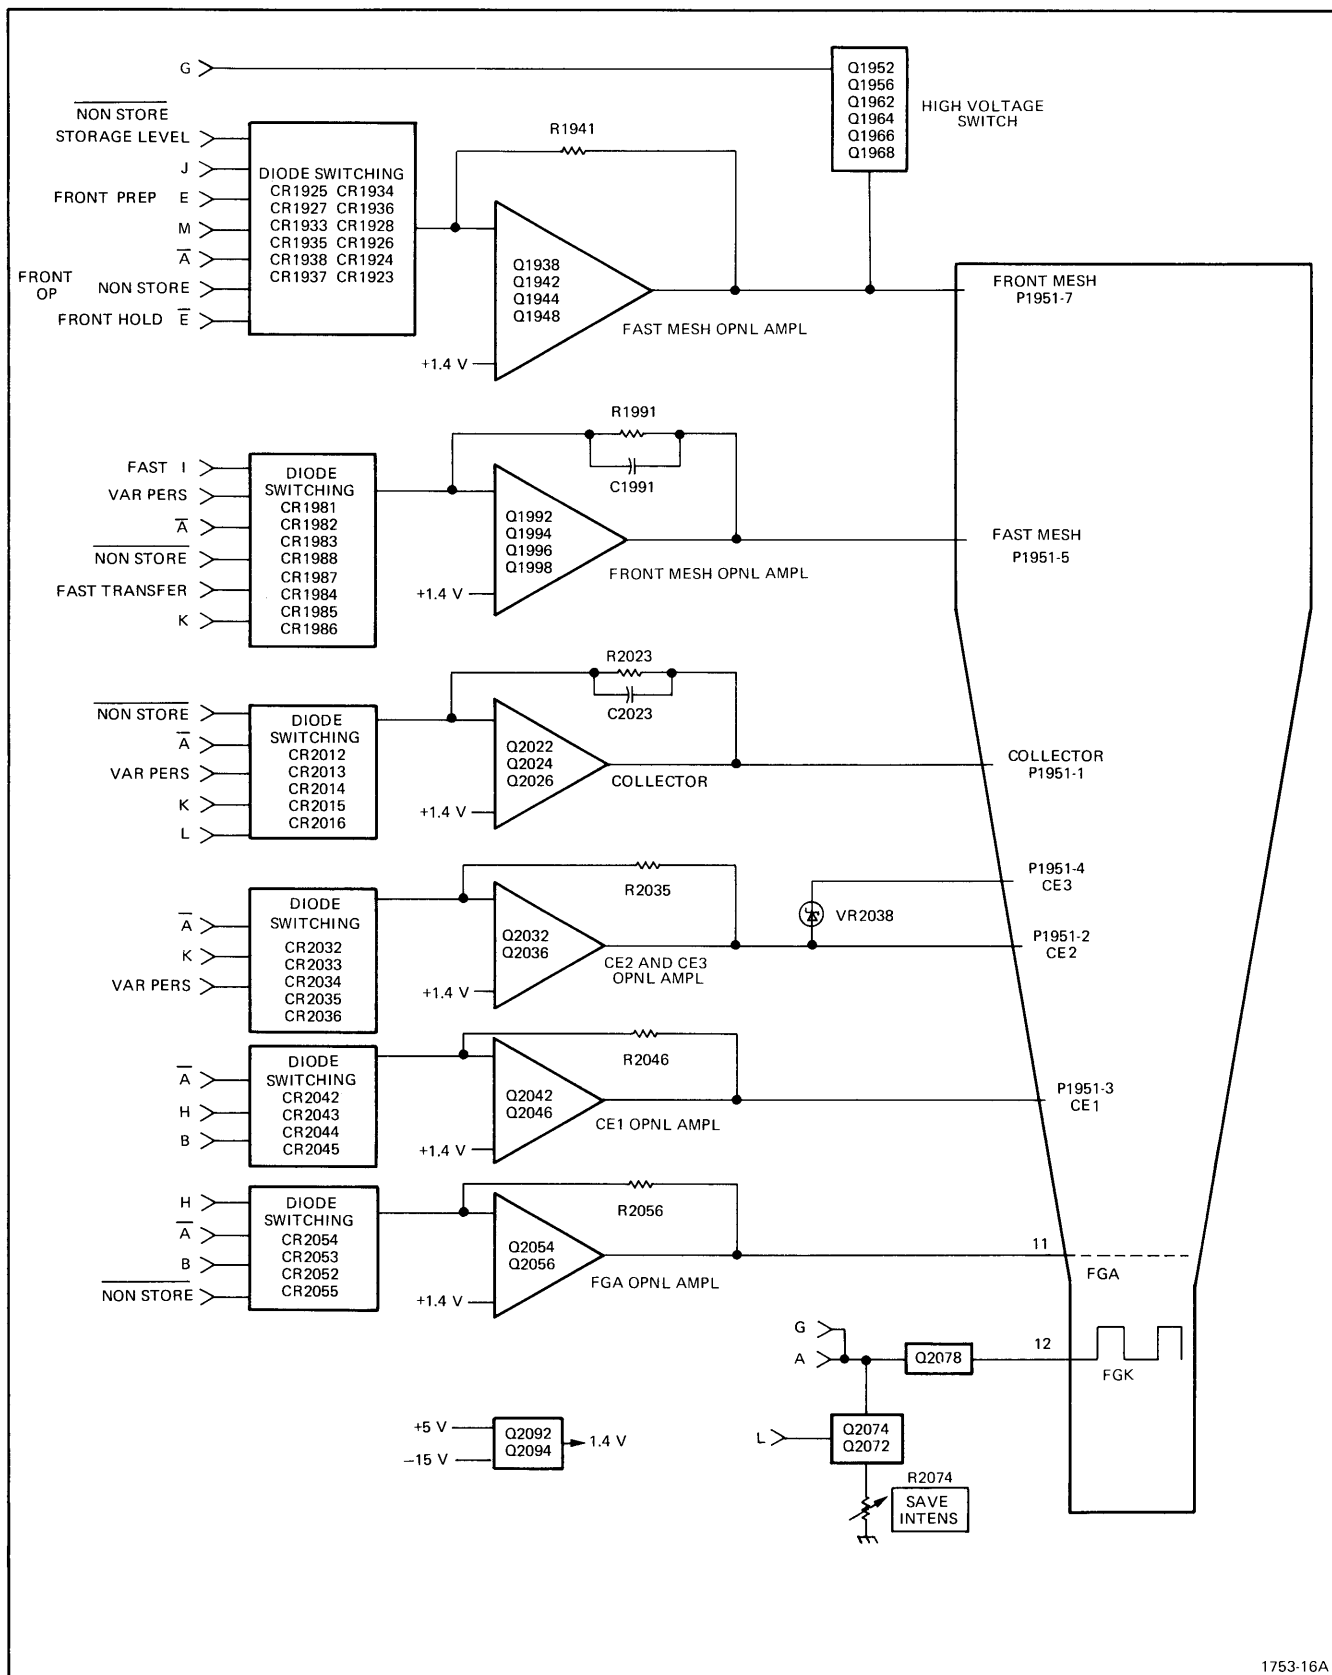 G
Q1952
Q1956
Q1962
Q1964
Q1966
Q1968
HIGH VOLTAGE
SWITCH
NON STORE
STORAGE LEVEL
J
FRONT PREP E
M
A
FRONT
OP
NON STORE
FRONT HOLD E
DIODE SWITCHING
CR1925 CR1934
CR1927 CR1936
CR1933 CR1928
CR1935 CR1926
CR1938 CR1924
CR1937 CR1923
R1941
Q1938
Q1942
Q1944
Q1948
+1.4 V
FAST MESH OPNL AMPL
FRONT MESH
P1951-7
FAST I
VAR PERS
A
NON STORE
FAST TRANSFER
K
DIODE
SWITCHING
CR1981
CR1982
CR1983
CR1988
CR1987
CR1984
CR1985
CR1986
R1991
C1991
Q1992
Q1994
Q1996
Q1998
+1.4 V
FRONT MESH OPNL AMPL
FAST MESH
P1951-5
NON STORE
A
VAR PERS
K
L
DIODE
SWITCHING
CR2012
CR2013
CR2014
CR2015
CR2016
R2023
C2023
Q2022
Q2024
Q2026
+1.4 V
COLLECTOR
COLLECTOR
P1951-1
A
K
VAR PERS
DIODE
SWITCHING
CR2032
CR2033
CR2034
CR2035
CR2036
R2035
Q2032
Q2036
+1.4 V
CE2 AND CE3
OPNL AMPL
VR2038
P1951-4
CE3
P1951-2
CE2
A
H
B
DIODE
SWITCHING
CR2042
CR2043
CR2044
CR2045
R2046
Q2042
Q2046
+1.4 V
CE1 OPNL AMPL
P1951-3
CE1
H
A
B
NON STORE
DIODE
SWITCHING
CR2054
CR2053
CR2052
CR2055
R2056
Q2054
Q2056
+1.4 V
FGA OPNL AMPL
11
FGA
G
A
Q2078
12
FGK
+5 V
-15 V
Q2092
Q2094
1.4 V
L
Q2074
Q2072
R2074
SAVE
INTENS
1753-16A